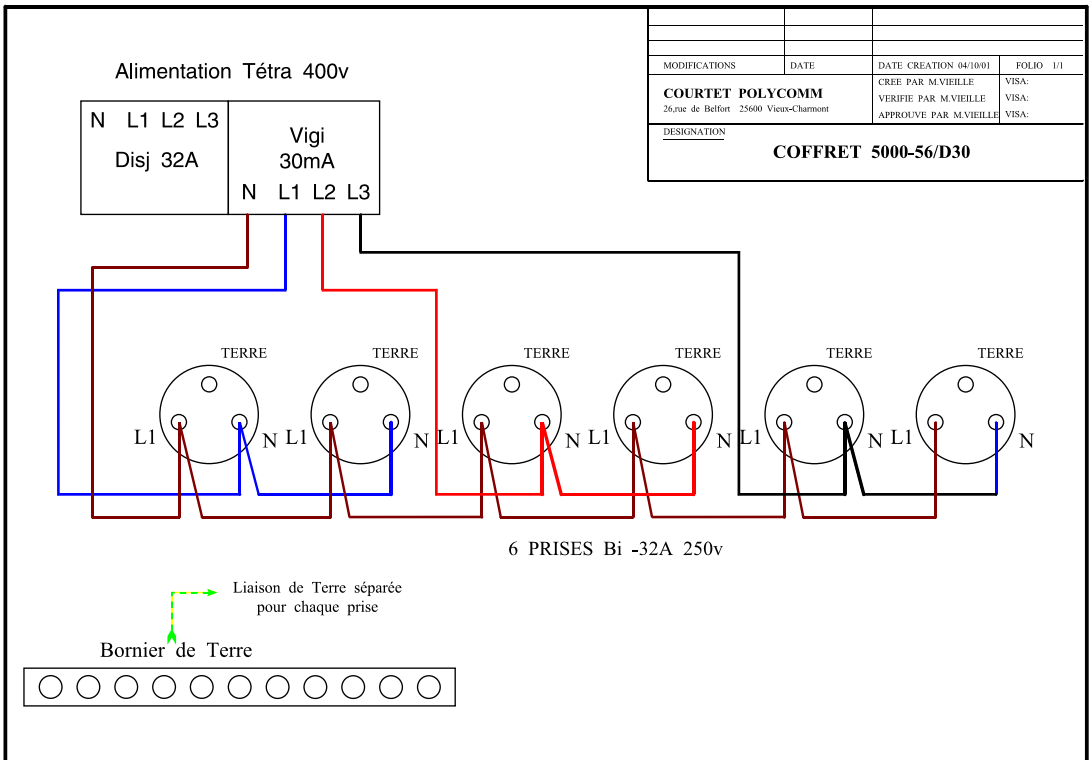 MODIFICATIONS DATE DATE CREATION 04/10/01 FOLIO 1/1
COURTET POLYCOMM
26,rue de Belfort 25600 Vieux-Charmont
CREE PAR M.VIEILLE VISA:
VERIFIE PAR M.VIEILLE VISA:
APPROUVE PAR M.VIEILLE VISA:
DESIGNATION
COFFRET 5000-56/D30
Alimentation Tétra 400v
N L1 L2 L3
Disj 32A
Vigi
30mA
N L1 L2 L3
TERRE TERRE TERRE TERRE TERRE TERRE
L1 N L1 N L1 N L1 N L1 N L1 N
6 PRISES Bi -32A 250v
Liaison de Terre séparée
pour chaque prise
Bornier de Terre